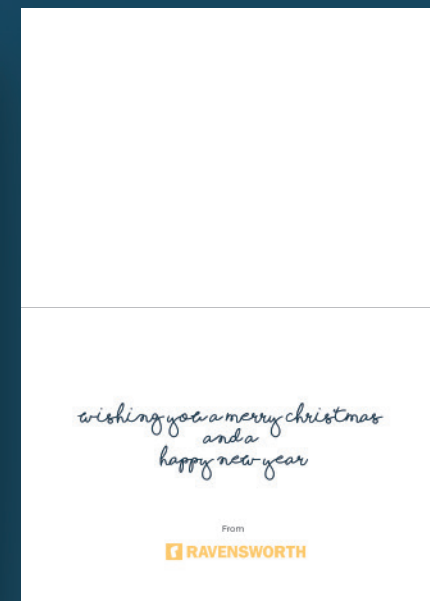 wishing you a merry christmas
and a
happy new year
From
RAVENSWORTH